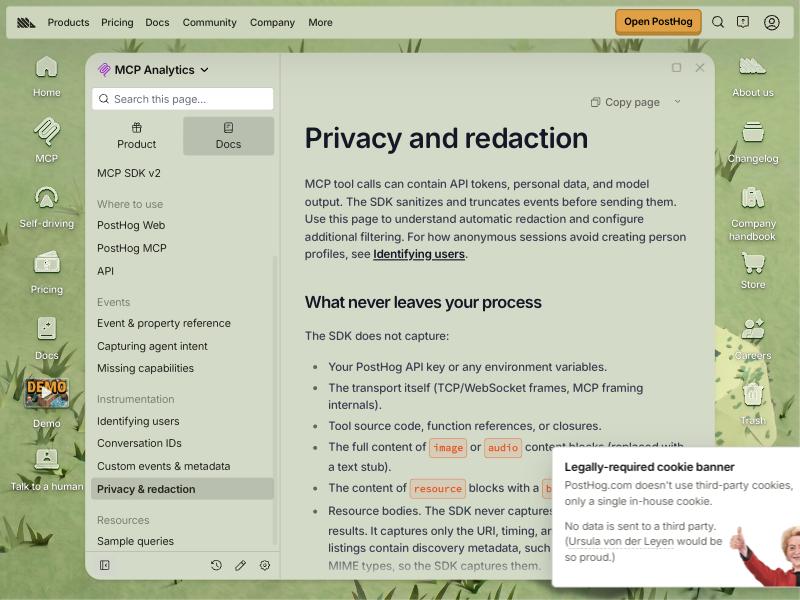 Products Pricing Docs Community Company More
Open PostHog
Home
MCP
Self-driving
Pricing
Docs
DEMO
Demo
Talk to a human
MCP Analytics
Search this page...
Product
Docs
MCP SDK v2
Where to use
PostHog Web
PostHog MCP
API
Events
Event & property reference
Capturing agent intent
Missing capabilities
Instrumentation
Identifying users
Conversation IDs
Custom events & metadata
Privacy & redaction
Resources
Sample queries
Copy page
Privacy and redaction
MCP tool calls can contain API tokens, personal data, and model
output. The SDK sanitizes and truncates events before sending them.
Use this page to understand automatic redaction and configure
additional filtering. For how anonymous sessions avoid creating person
profiles, see Identifying users.
What never leaves your process
The SDK does not capture:
Your PostHog API key or any environment variables.
The transport itself (TCP/WebSocket frames, MCP framing
internals).
Tool source code, function references, or closures.
The full content of image or audio content blocks (replaced with
a text stub).
The content of resource blocks with a
Resource bodies. The SDK never captures
results. It captures only the URI, timing,
listings contain discovery metadata, such
MIME types, so the SDK captures them.
About us
Changelog
Company
handbook
Store
Careers
Trash
Legally-required cookie banner
PostHog.com doesn't use third-party cookies,
only a single in-house cookie.
No data is sent to a third party.
(Ursula von der Leyen would be
so proud.)